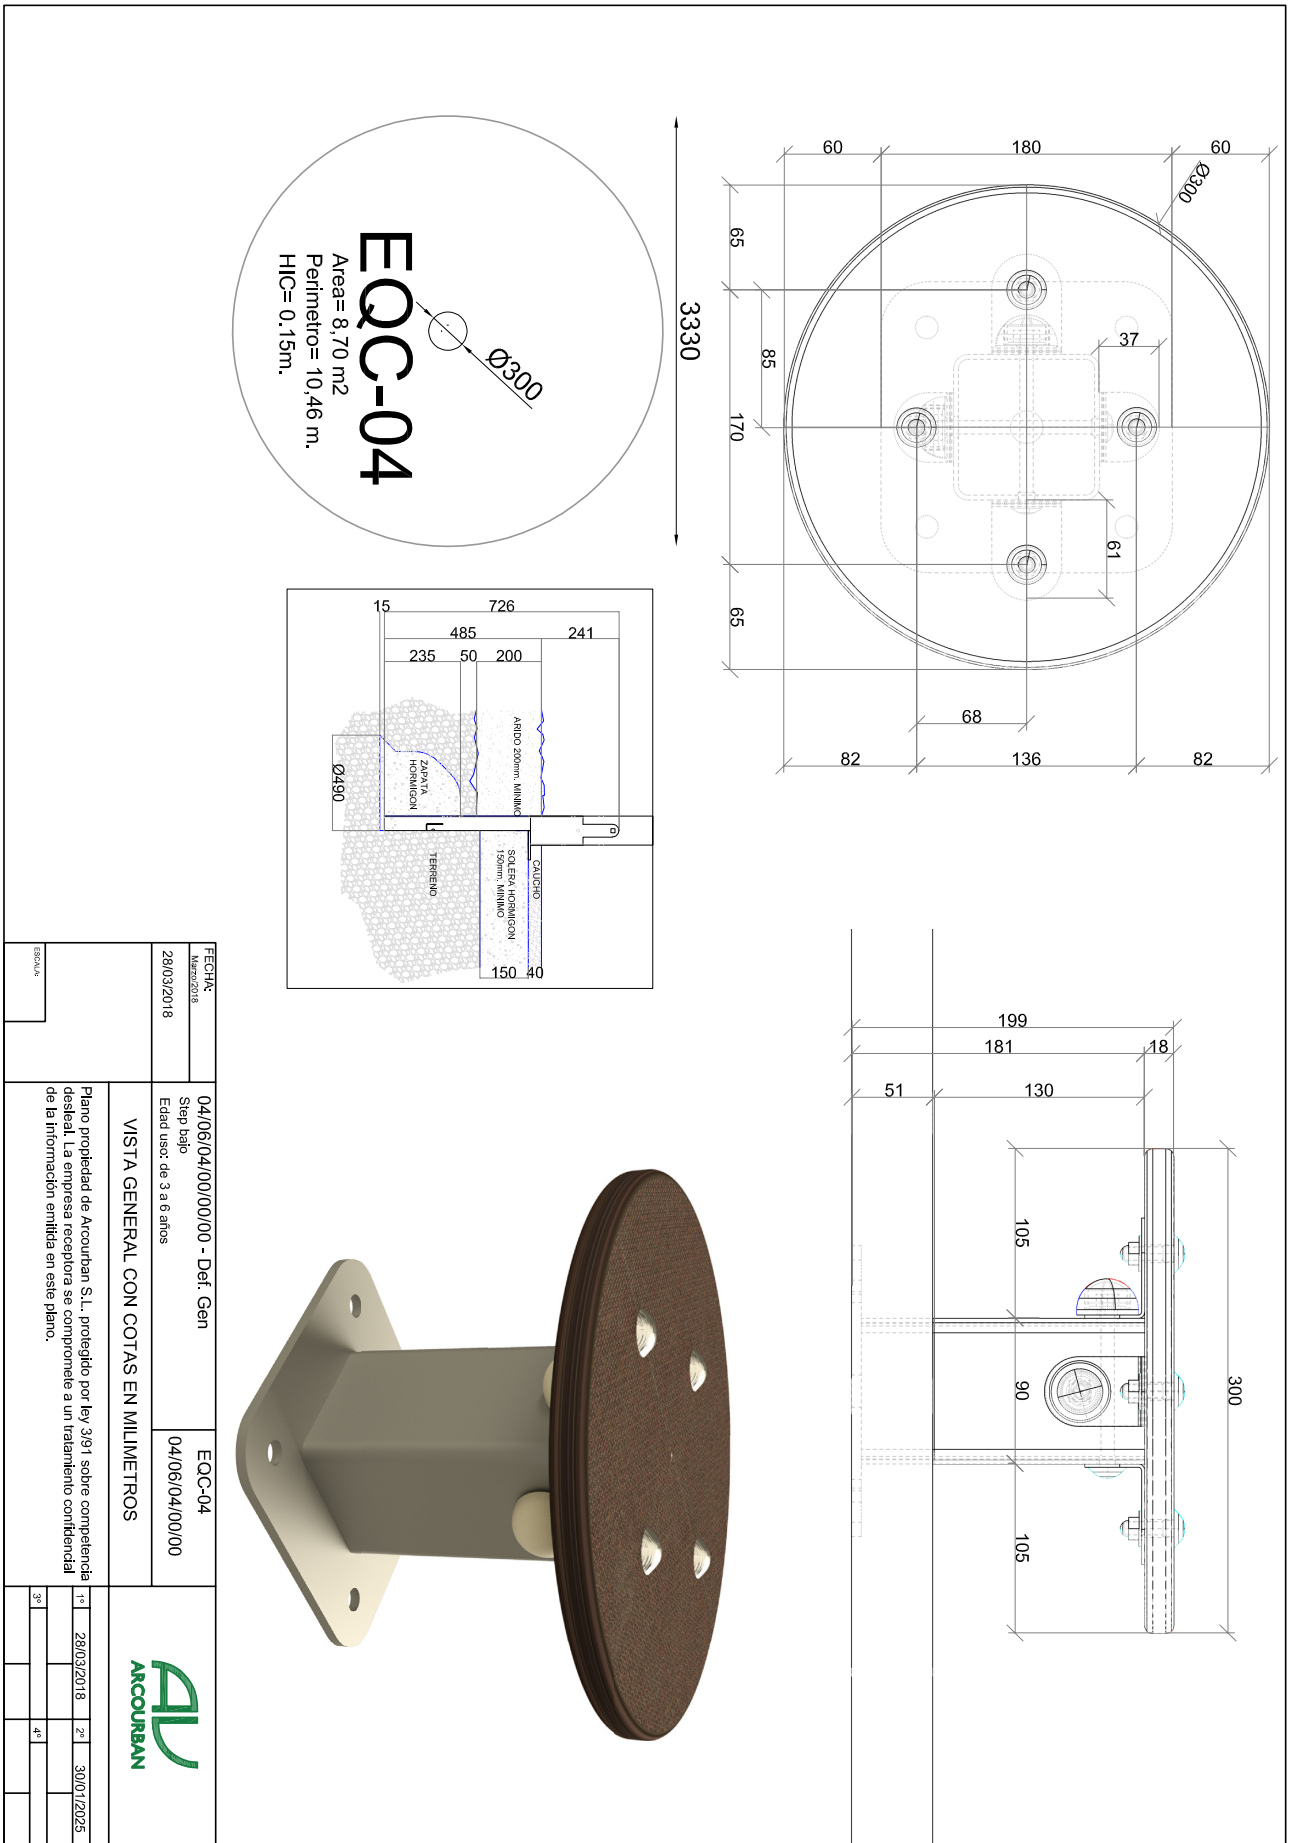 60
180
60
Ø300
65
85
170
65
37
61
68
82
136
82
3330
Ø300
EQC-04
Area= 8,70 m2
Perimetro= 10,46 m.
HIC= 0.15m.
15
726
485
241
235
50
200
Ø490
ARIDO 200mm. MINIMO
ZAPATA
HORMIGON
TERRENO
CAUCHO
SOLERA HORMIGON
150mm. MINIMO
150
40
199
181
18
51
130
105
90
105
300
FECHA:
Marzo/2018
28/03/2018
ESCALA:
04/06/04/00/00/00 - Def. Gen
Step bajo
Edad uso: de 3 a 6 años
EQC-04
04/06/04/00/00
VISTA GENERAL CON COTAS EN MILIMETROS
Plano propiedad de Arcourban S.L. protegido por ley 3/91 sobre competencia
desleal. La empresa receptora se compromete a un tratamiento confidencial
de la información emitida en este plano.
ARCOURBAN
1º
28/03/2018
2º
30/01/2025
3º
4º